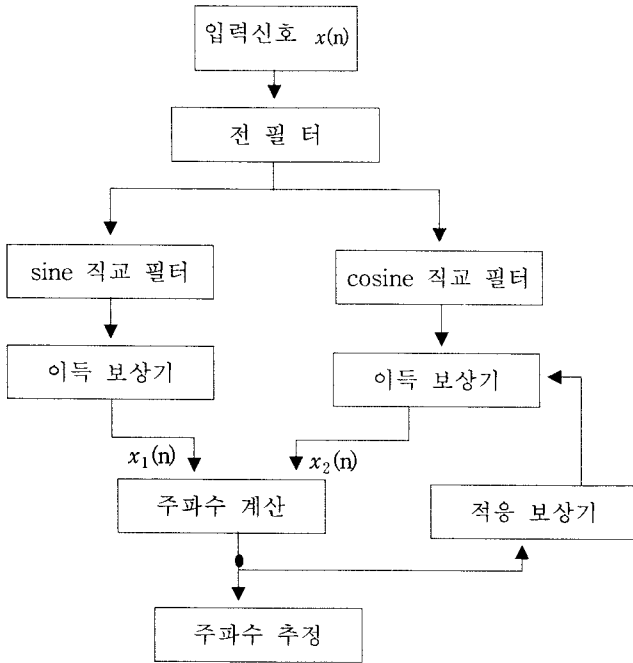 입력신호 x(n)
전 필 터
sine 직교 필터
cosine 직교 필터
이득 보상기
이득 보상기
x₁(n)
x₂(n)
주파수 계산
적응 보상기
주파수 추정